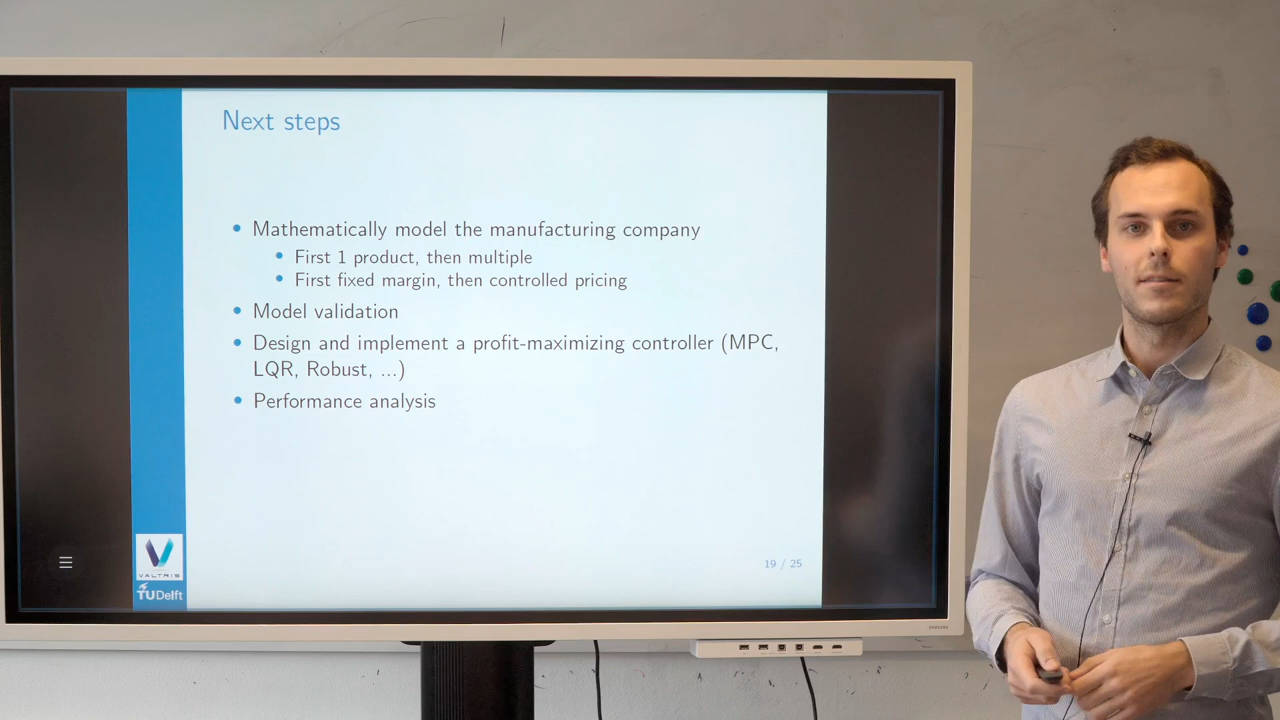 Next steps
• Mathematically model the manufacturing company
• First 1 product, then multiple
• First fixed margin, then controlled pricing
• Model validation
• Design and implement a profit-maximizing controller (MPC,
LQR, Robust, ...)
• Performance analysis
19 / 25
VALTRIS
TUDelft
SAMSUNG